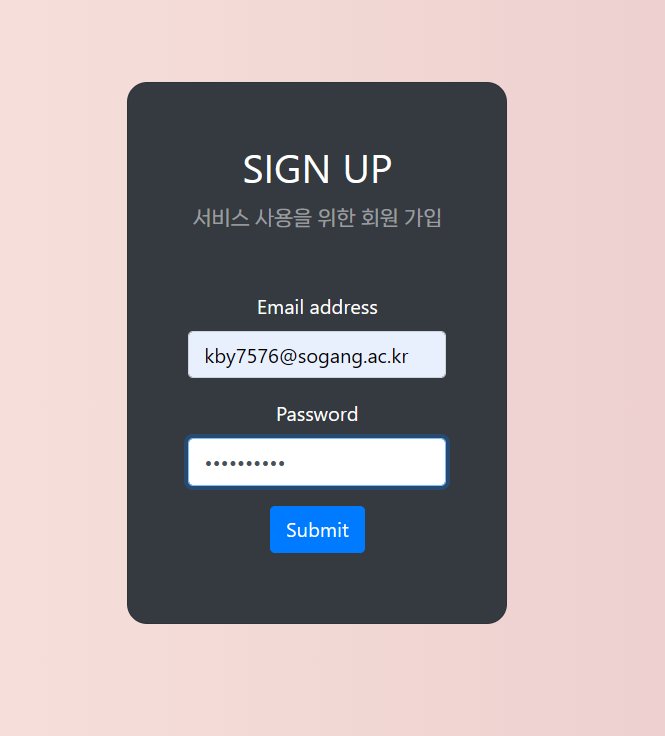 SIGN UP
서비스 사용을 위한 회원 가입
Email address
kby7576@sogang.ac.kr
Password
••••••••••
Submit